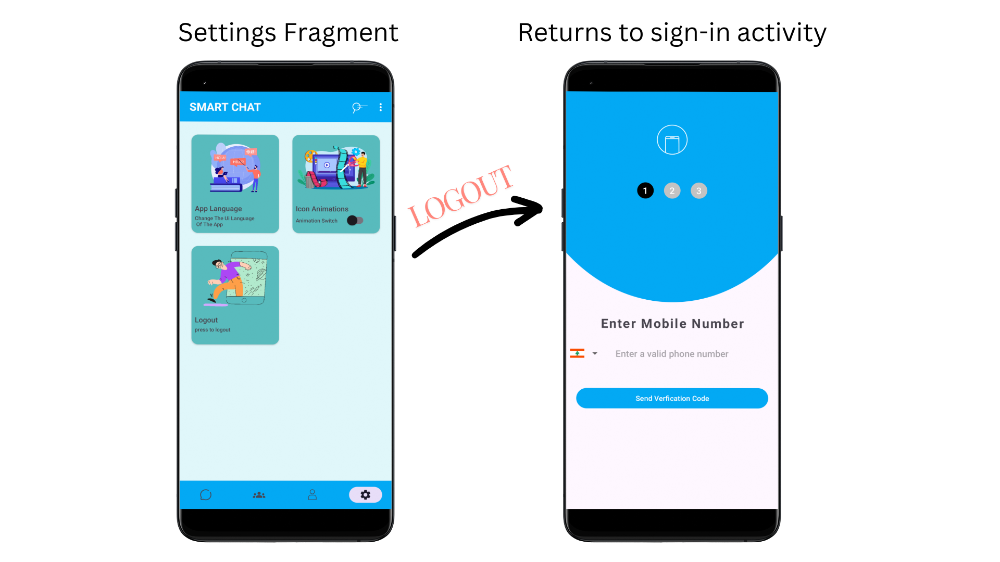 Settings Fragment
Returns to sign-in activity
SMART CHAT
HOLA!
你好!
HELLO!
App Language
Change The Ui Language
Of The App
Icon Animations
Animation Switch
Logout
press to logout
LOGOUT
1 2 3
Enter Mobile Number
Enter a valid phone number
Send Verfication Code